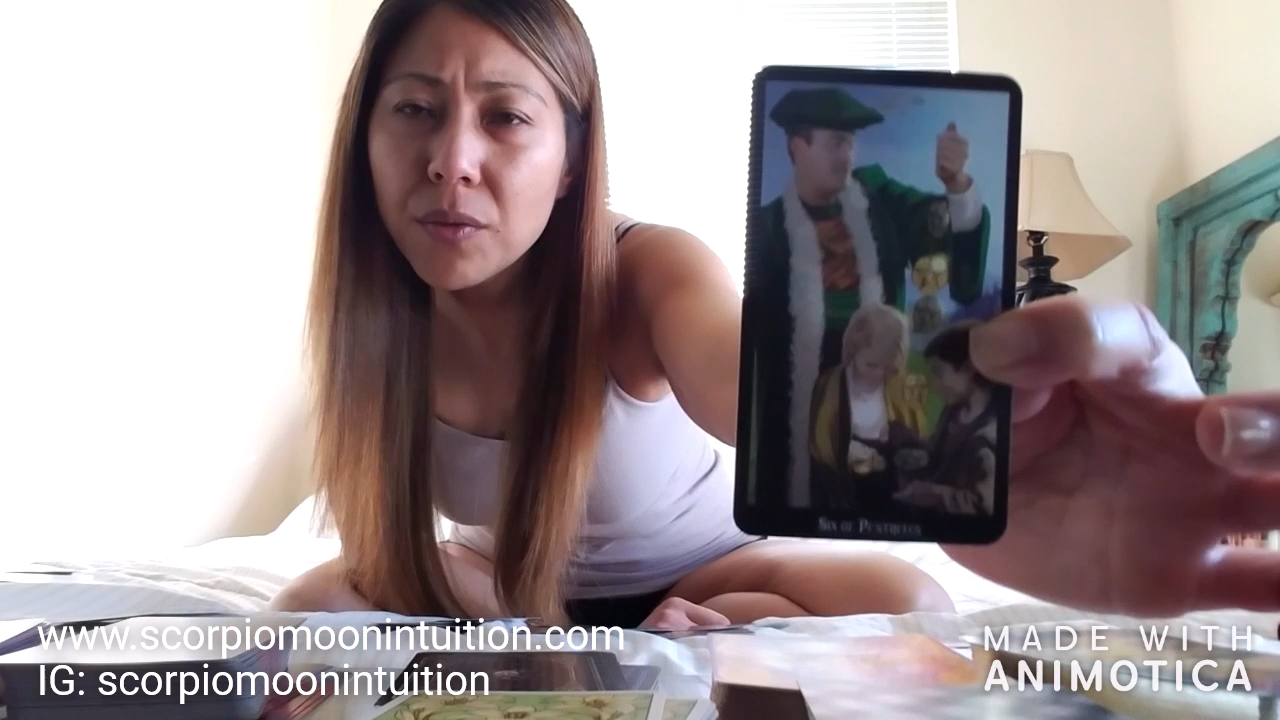 Six of Pentacles
www.scorpiomoonintuition.com
IG: scorpiomoonintuition
MADE WITH
ANIMOTICA